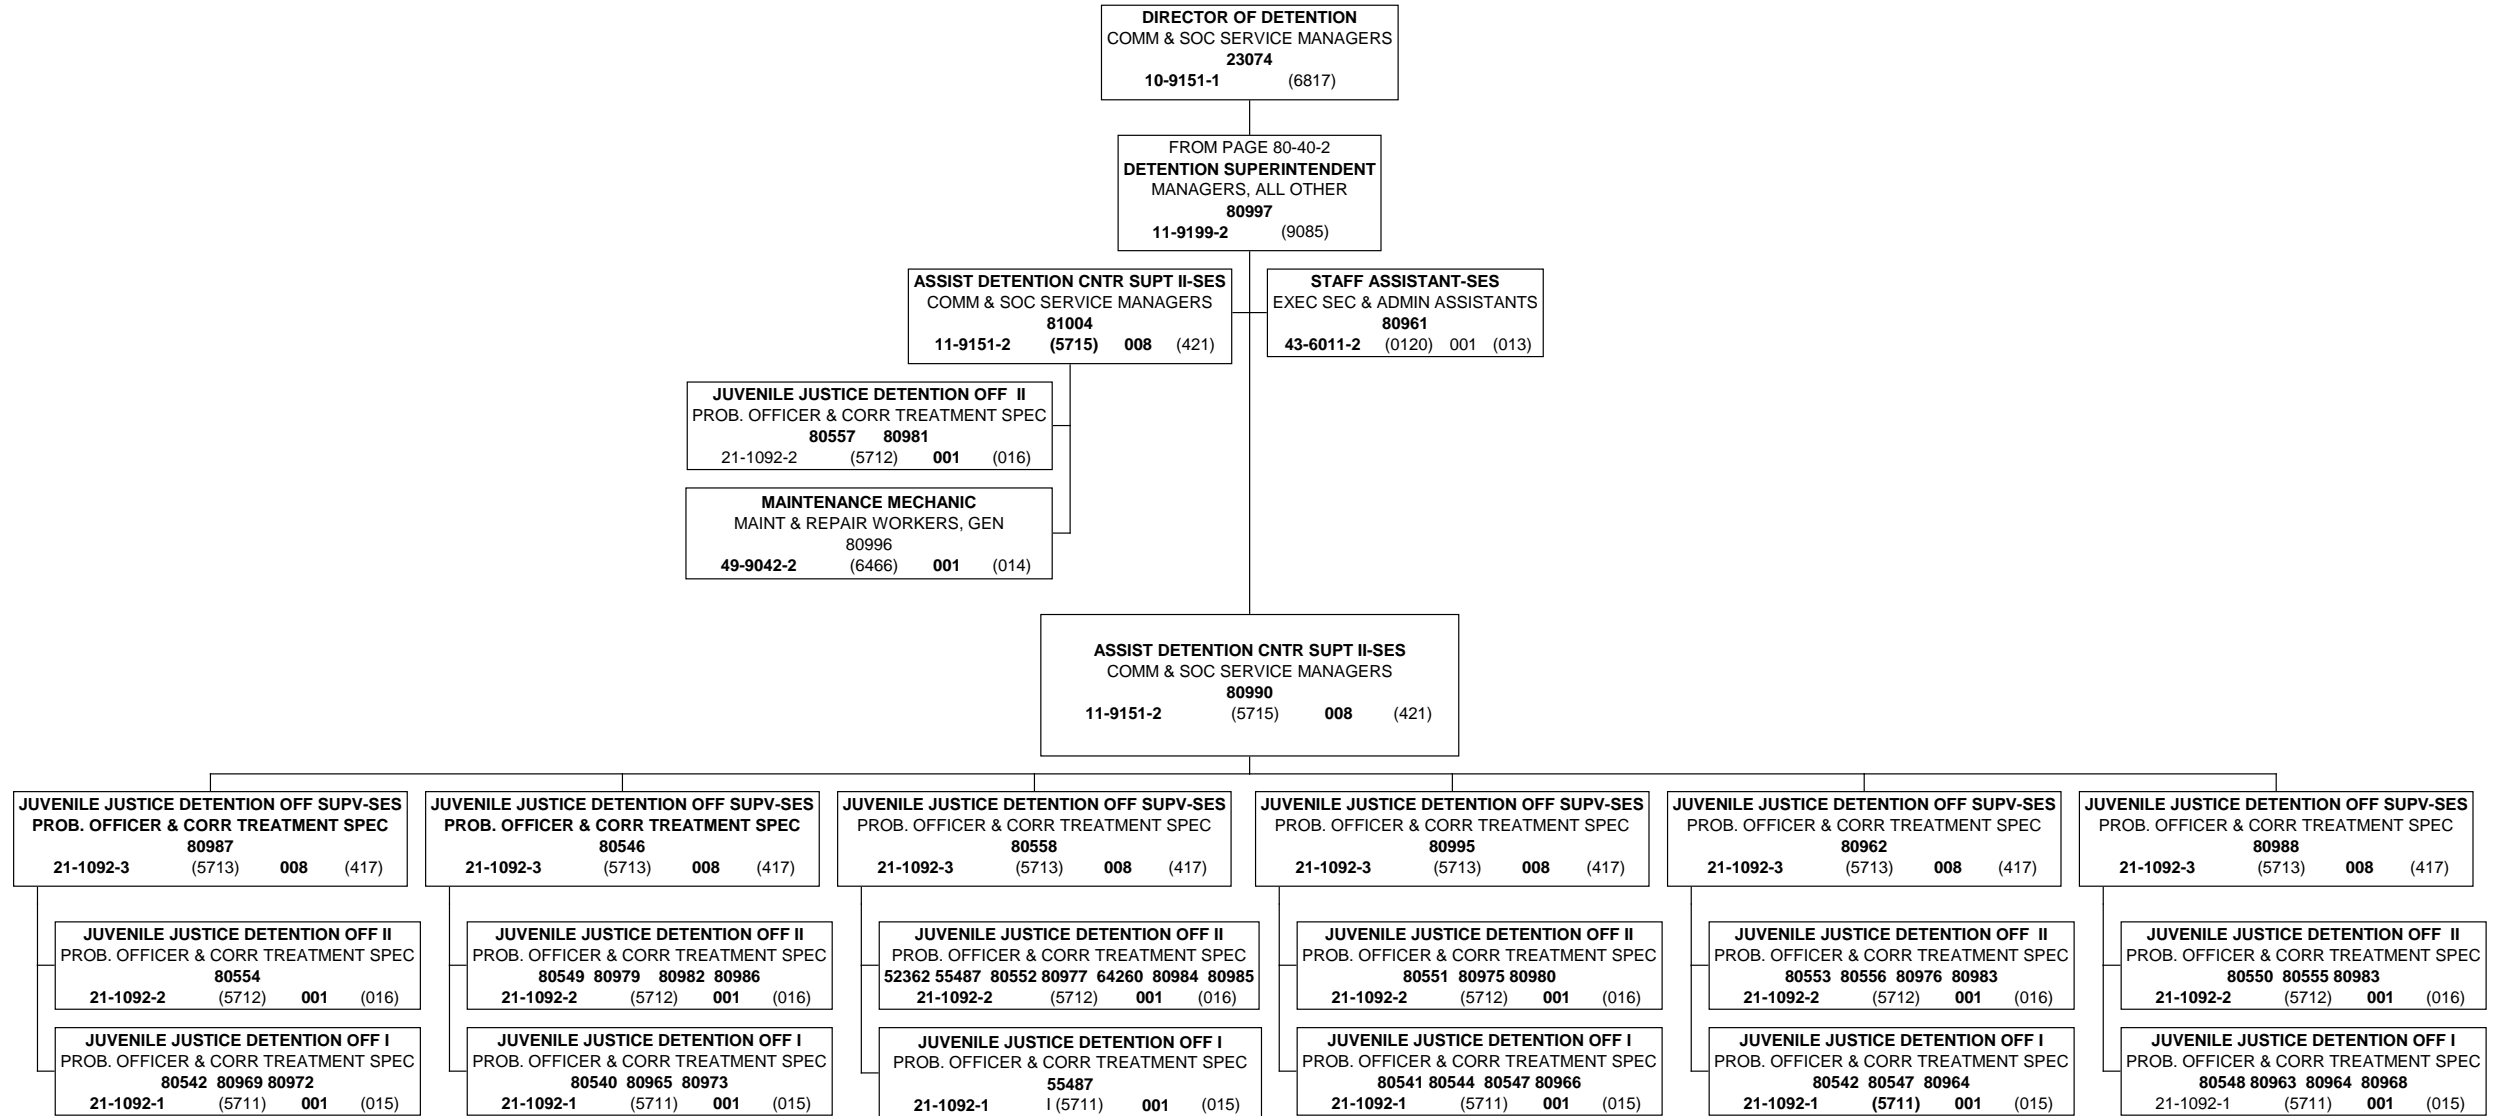 DIRECTOR OF DETENTION
COMM & SOC SERVICE MANAGERS
23074
10-9151-1 (6817)
FROM PAGE 80-40-2
DETENTION SUPERINTENDENT
MANAGERS, ALL OTHER
80997
11-9199-2 (9085)
ASSIST DETENTION CNTR SUPT II-SES
COMM & SOC SERVICE MANAGERS
81004
11-9151-2 (5715) 008 (421)
STAFF ASSISTANT-SES
EXEC SEC & ADMIN ASSISTANTS
80961
43-6011-2 (0120) 001 (013)
JUVENILE JUSTICE DETENTION OFF II
PROB. OFFICER & CORR TREATMENT SPEC
80557 80981
21-1092-2 (5712) 001 (016)
MAINTENANCE MECHANIC
MAINT & REPAIR WORKERS, GEN
80996
49-9042-2 (6466) 001 (014)
ASSIST DETENTION CNTR SUPT II-SES
COMM & SOC SERVICE MANAGERS
80990
11-9151-2 (5715) 008 (421)
JUVENILE JUSTICE DETENTION OFF SUPV-SES
PROB. OFFICER & CORR TREATMENT SPEC
80987
21-1092-3 (5713) 008 (417)
JUVENILE JUSTICE DETENTION OFF II
PROB. OFFICER & CORR TREATMENT SPEC
80554
21-1092-2 (5712) 001 (016)
JUVENILE JUSTICE DETENTION OFF I
PROB. OFFICER & CORR TREATMENT SPEC
80542 80969 80972
21-1092-1 (5711) 001 (015)
JUVENILE JUSTICE DETENTION OFF SUPV-SES
PROB. OFFICER & CORR TREATMENT SPEC
80546
21-1092-3 (5713) 008 (417)
JUVENILE JUSTICE DETENTION OFF II
PROB. OFFICER & CORR TREATMENT SPEC
80549 80979 80982 80986
21-1092-2 (5712) 001 (016)
JUVENILE JUSTICE DETENTION OFF I
PROB. OFFICER & CORR TREATMENT SPEC
80540 80965 80973
21-1092-1 (5711) 001 (015)
JUVENILE JUSTICE DETENTION OFF SUPV-SES
PROB. OFFICER & CORR TREATMENT SPEC
80558
21-1092-3 (5713) 008 (417)
JUVENILE JUSTICE DETENTION OFF II
PROB. OFFICER & CORR TREATMENT SPEC
52362 55487 80552 80977 64260 80984 80985
21-1092-2 (5712) 001 (016)
JUVENILE JUSTICE DETENTION OFF I
PROB. OFFICER & CORR TREATMENT SPEC
55487
21-1092-1 I (5711) 001 (015)
JUVENILE JUSTICE DETENTION OFF SUPV-SES
PROB. OFFICER & CORR TREATMENT SPEC
80995
21-1092-3 (5713) 008 (417)
JUVENILE JUSTICE DETENTION OFF II
PROB. OFFICER & CORR TREATMENT SPEC
80551 80975 80980
21-1092-2 (5712) 001 (016)
JUVENILE JUSTICE DETENTION OFF I
PROB. OFFICER & CORR TREATMENT SPEC
80541 80544 80547 80966
21-1092-1 (5711) 001 (015)
JUVENILE JUSTICE DETENTION OFF SUPV-SES
PROB. OFFICER & CORR TREATMENT SPEC
80962
21-1092-3 (5713) 008 (417)
JUVENILE JUSTICE DETENTION OFF II
PROB. OFFICER & CORR TREATMENT SPEC
80553 80556 80976 80983
21-1092-2 (5712) 001 (016)
JUVENILE JUSTICE DETENTION OFF I
PROB. OFFICER & CORR TREATMENT SPEC
80542 80547 80964
21-1092-1 (5711) 001 (015)
JUVENILE JUSTICE DETENTION OFF SUPV-SES
PROB. OFFICER & CORR TREATMENT SPEC
80988
21-1092-3 (5713) 008 (417)
JUVENILE JUSTICE DETENTION OFF II
PROB. OFFICER & CORR TREATMENT SPEC
80550 80555 80983
21-1092-2 (5712) 001 (016)
JUVENILE JUSTICE DETENTION OFF I
PROB. OFFICER & CORR TREATMENT SPEC
80548 80963 80964 80968
21-1092-1 (5711) 001 (015)